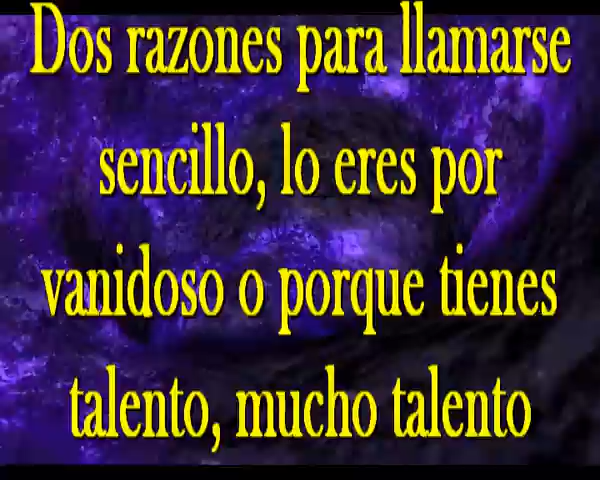 Dos razones para llamarse
sencillo, lo eres por
vanidoso o porque tienes
talento, mucho talento